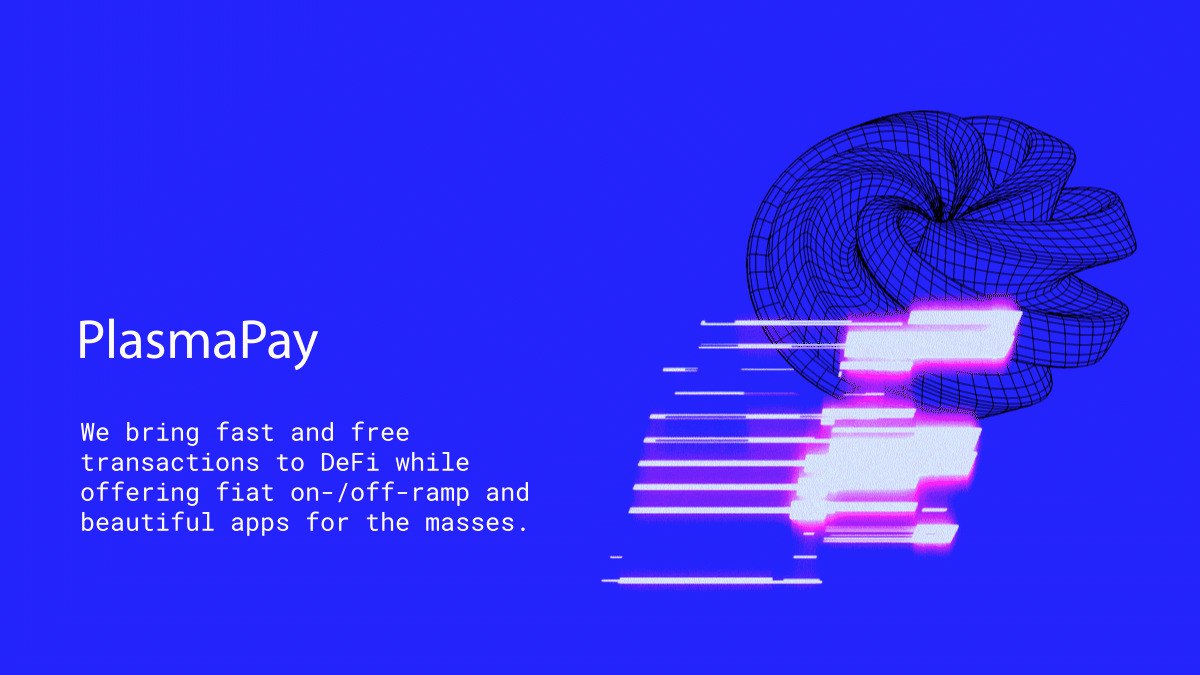 PlasmaPay
We bring fast and free
transactions to DeFi while
offering fiat on-/off-ramp and
beautiful apps for the masses.